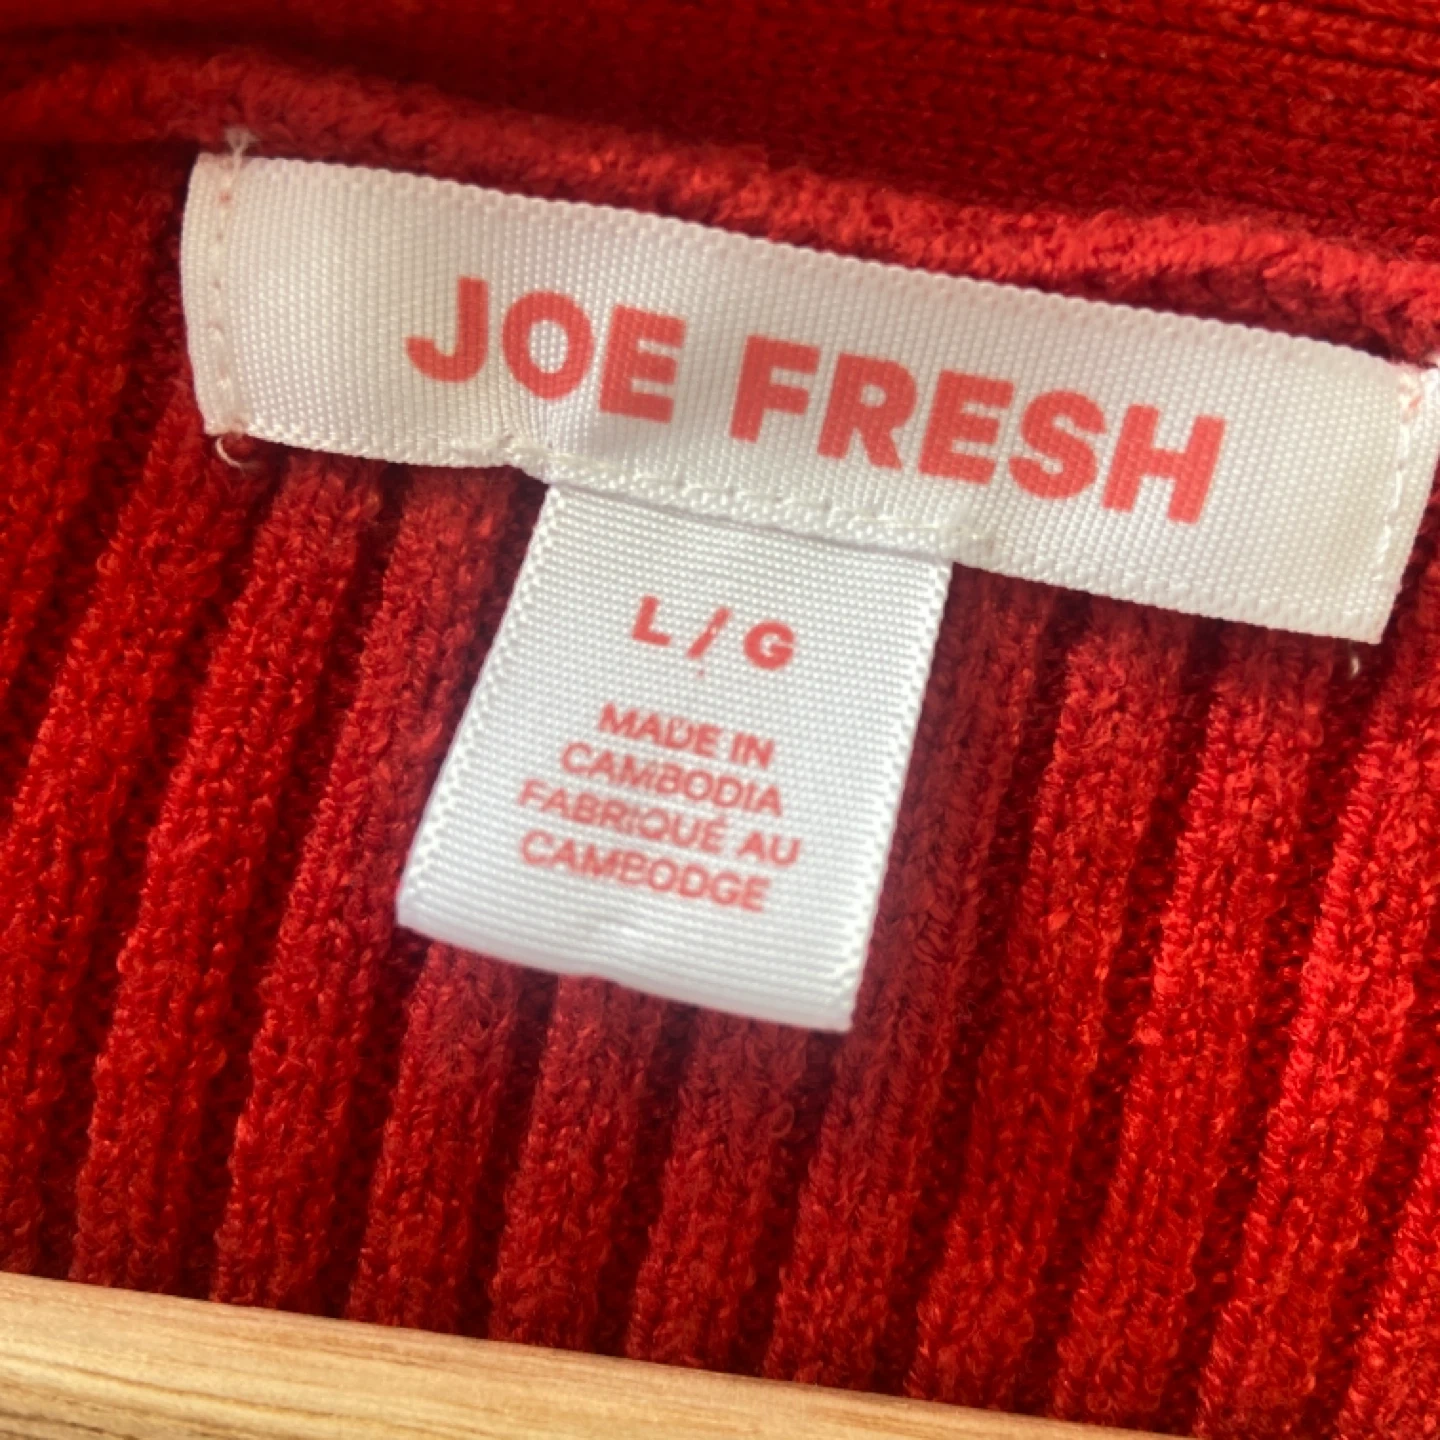 JOE FRESH
L / G
MADE IN
CAMBODIA
FABRIQUÉ AU
CAMBODGE